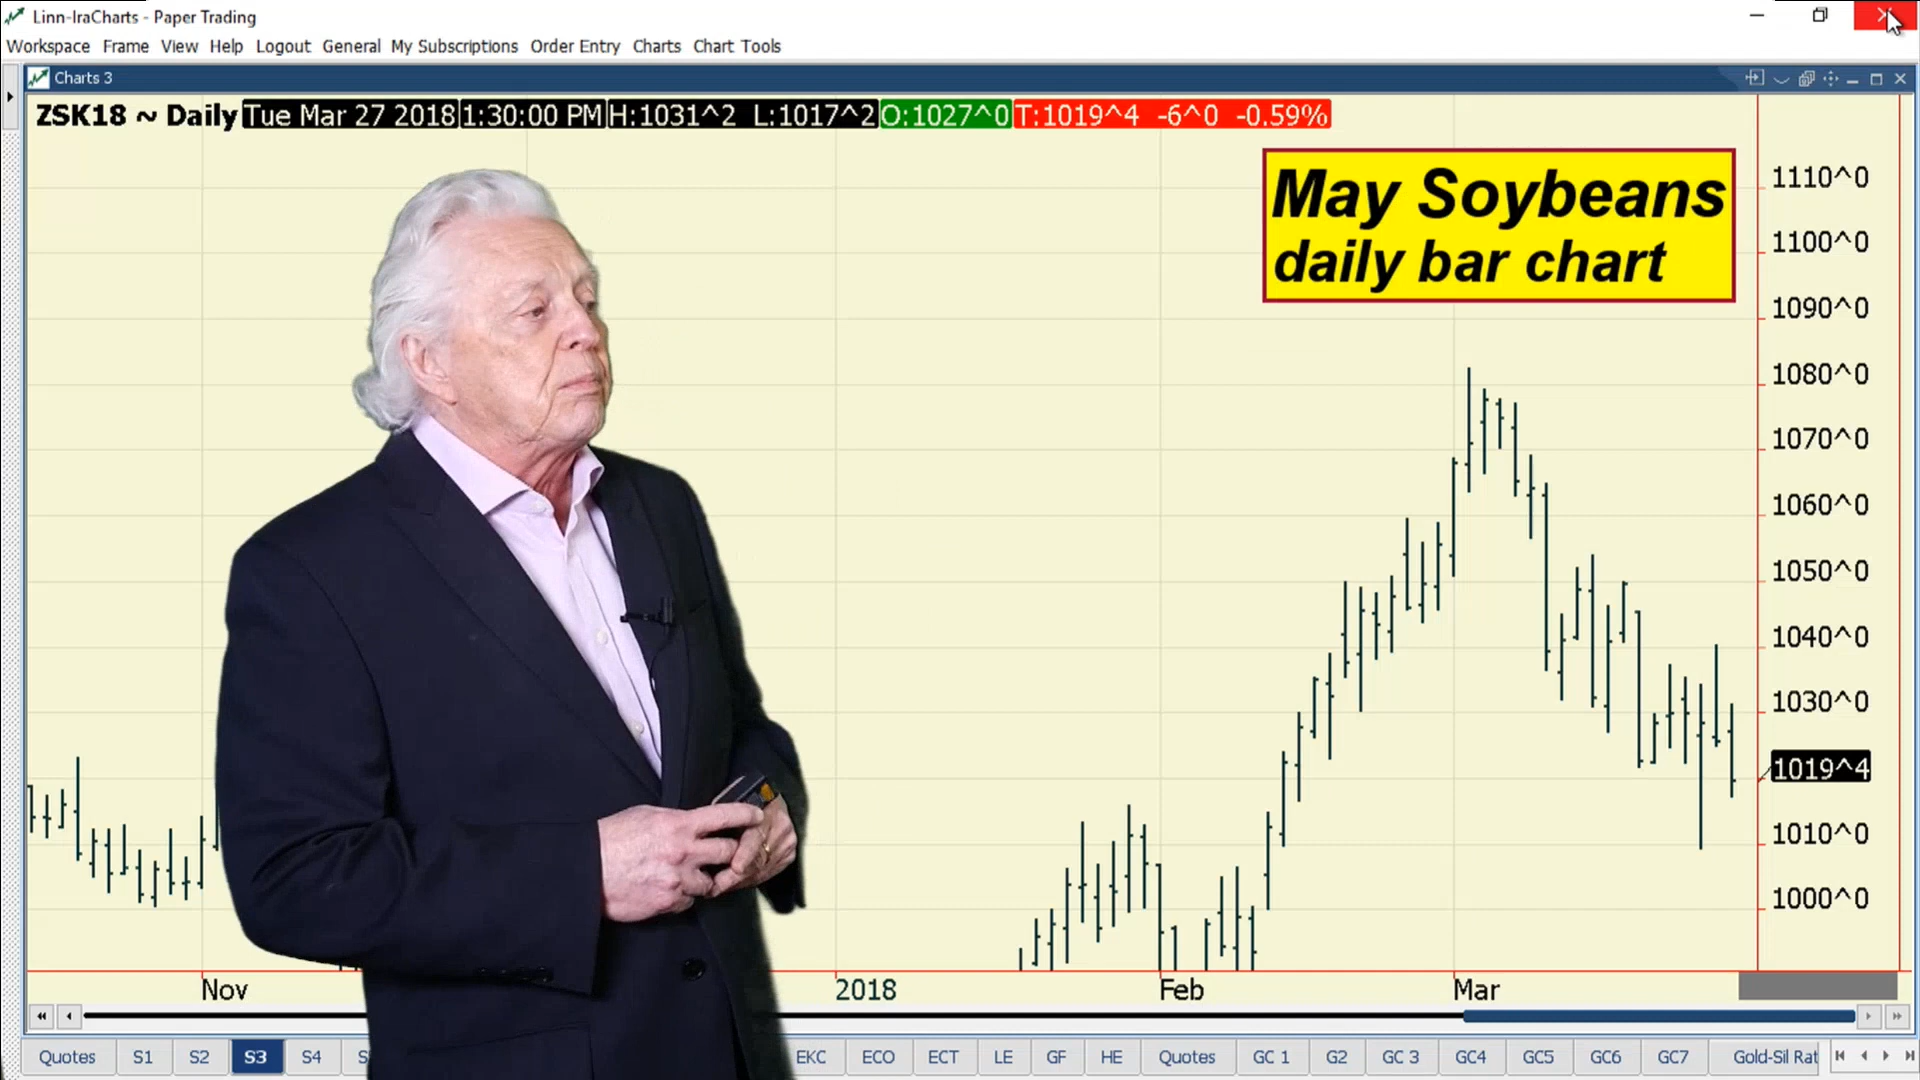 Linn-IraCharts - Paper Trading
Workspace Frame View Help Logout General My Subscriptions Order Entry Charts Chart Tools
Charts 3
ZSK18 ~ Daily Tue Mar 27 2018 1:30:00 PM H:1031^2 L:1017^2 O:1027^0 T:1019^4 -6^0 -0.59%
May Soybeans
daily bar chart
1110^0
1100^0
1090^0
1080^0
1070^0
1060^0
1050^0
1040^0
1030^0
1019^4
1010^0
1000^0
Nov 2018 Feb Mar
Quotes S1 S2 S3 S4 EKC ECO ECT LE GF HE Quotes GC 1 G2 GC 3 GC4 GC5 GC6 GC7 Gold-Sil Rat